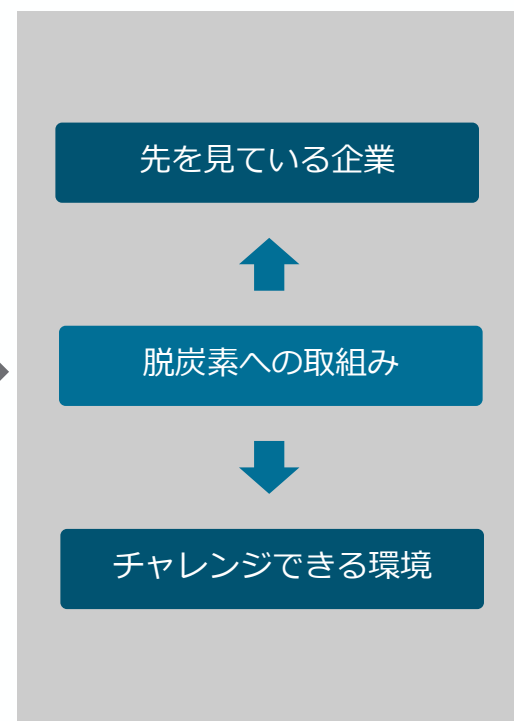 先を見ている企業
脱炭素への取組み
チャレンジできる環境